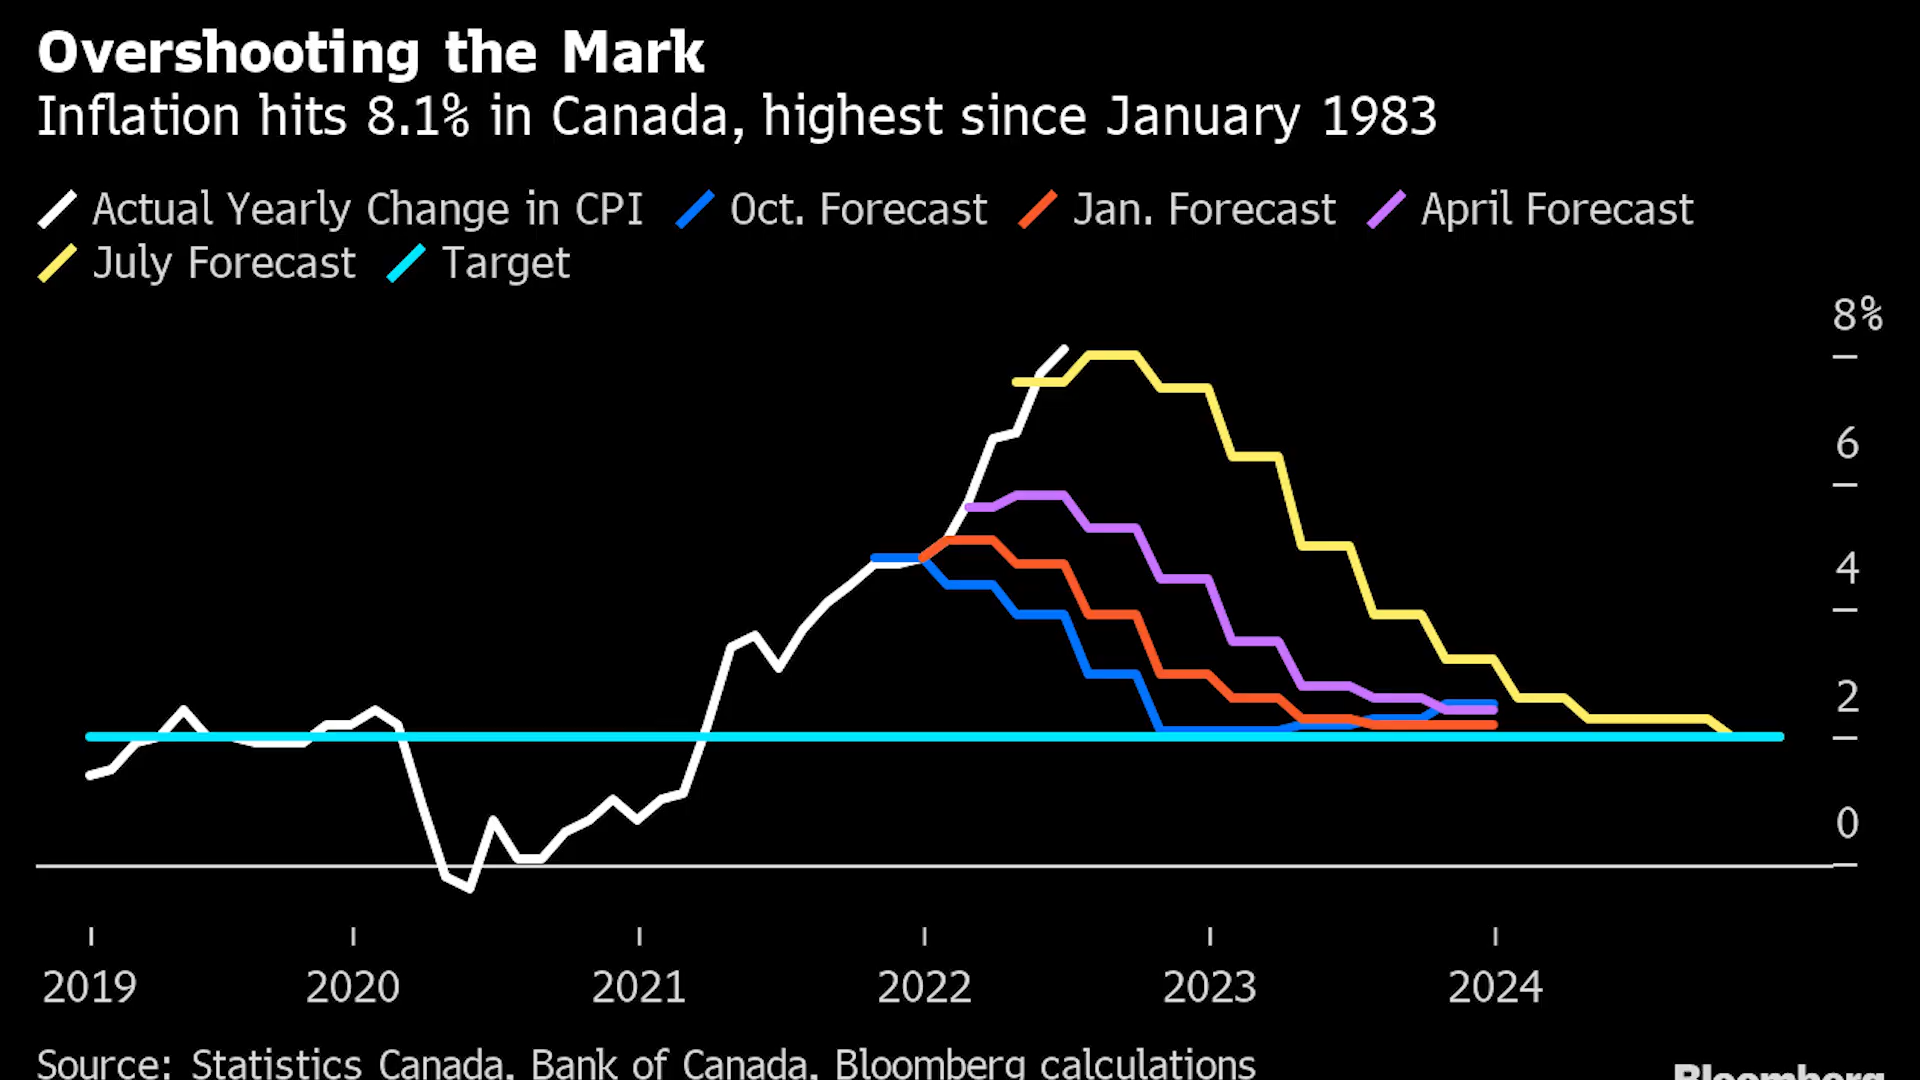 Overshooting the Mark
Inflation hits 8.1% in Canada, highest since January 1983
Actual Yearly Change in CPI Oct. Forecast Jan. Forecast April Forecast
July Forecast Target
8%
6
4
2
0
2019 2020 2021 2022 2023 2024
Source: Statistics Canada, Bank of Canada, Bloomberg calculations
Bloomberg